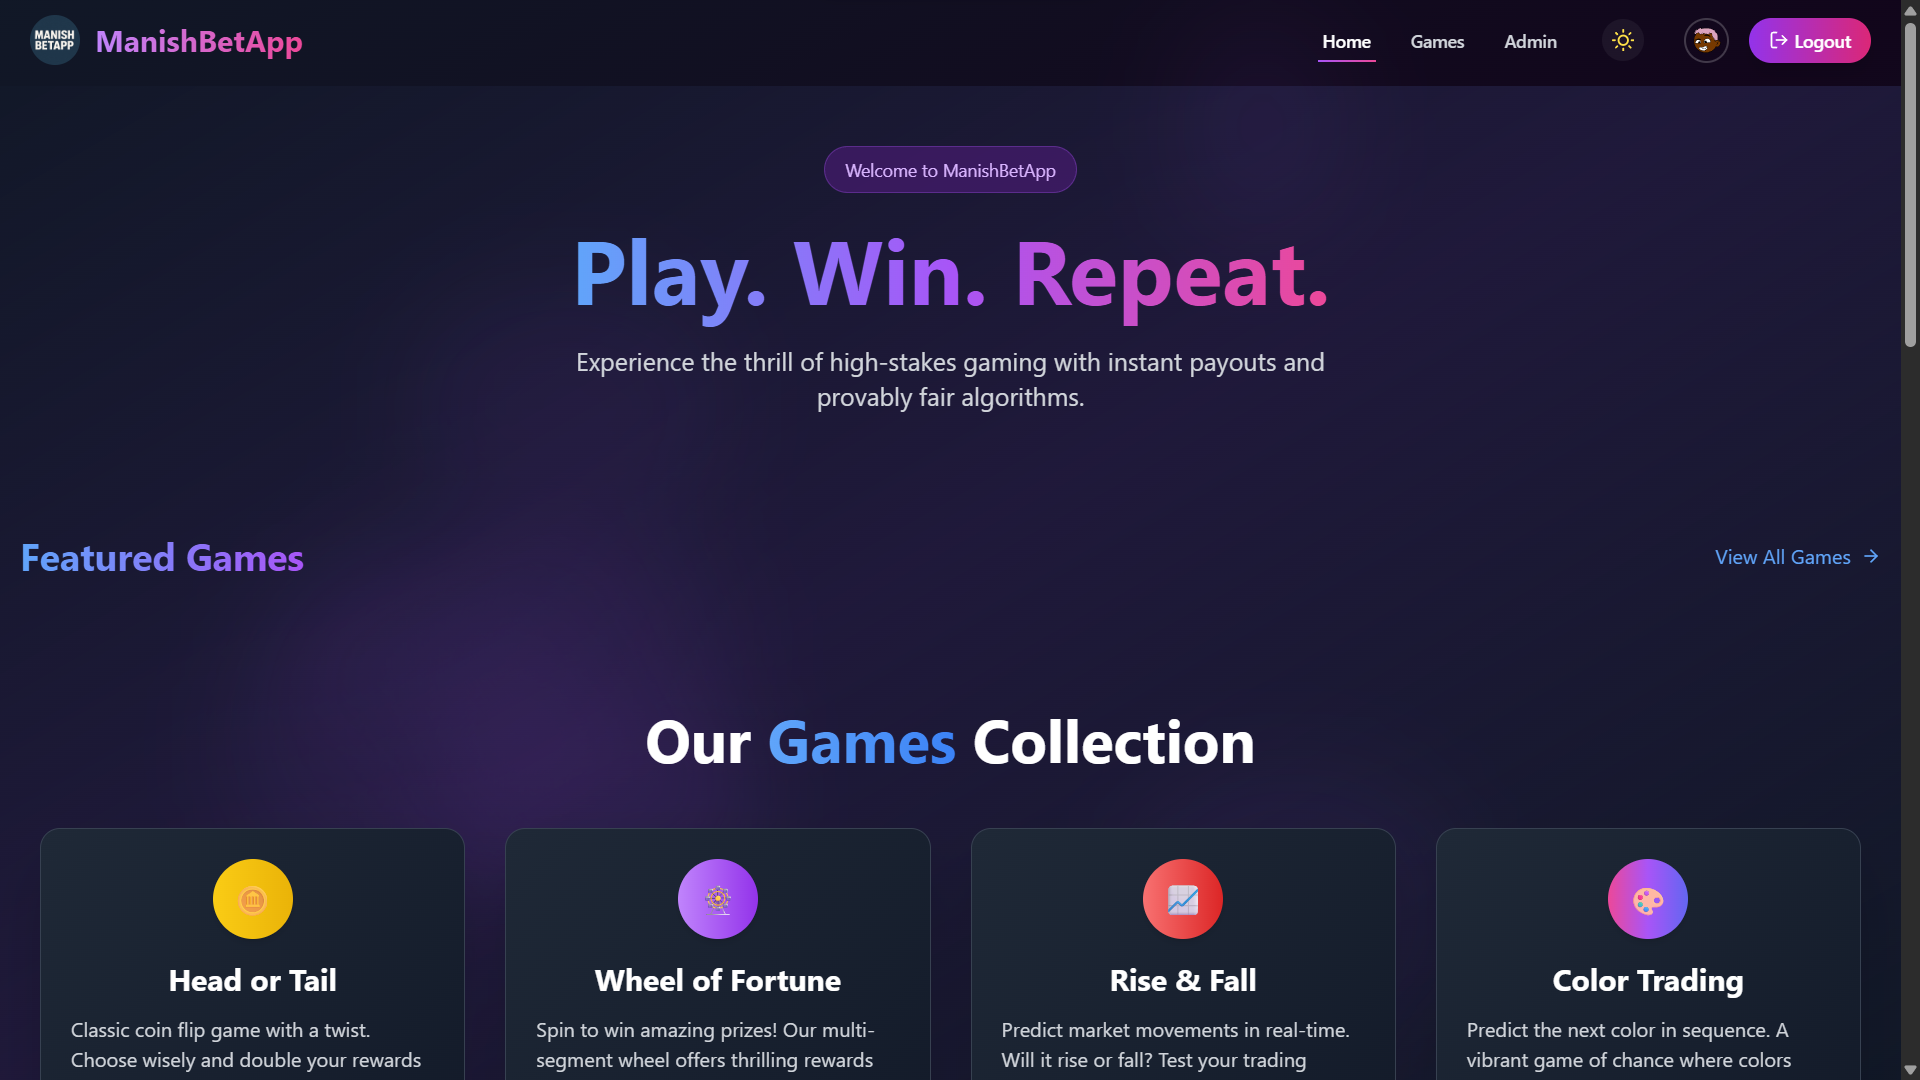 MANISH
BETAPP
ManishBetApp
Home
Games
Admin
Logout
Welcome to ManishBetApp
Play. Win. Repeat.
Experience the thrill of high-stakes gaming with instant payouts and
provably fair algorithms.
Featured Games
View All Games
Our Games Collection
Head or Tail
Classic coin flip game with a twist.
Choose wisely and double your rewards
Wheel of Fortune
Spin to win amazing prizes! Our multi-
segment wheel offers thrilling rewards
Rise & Fall
Predict market movements in real-time.
Will it rise or fall? Test your trading
Color Trading
Predict the next color in sequence. A
vibrant game of chance where colors